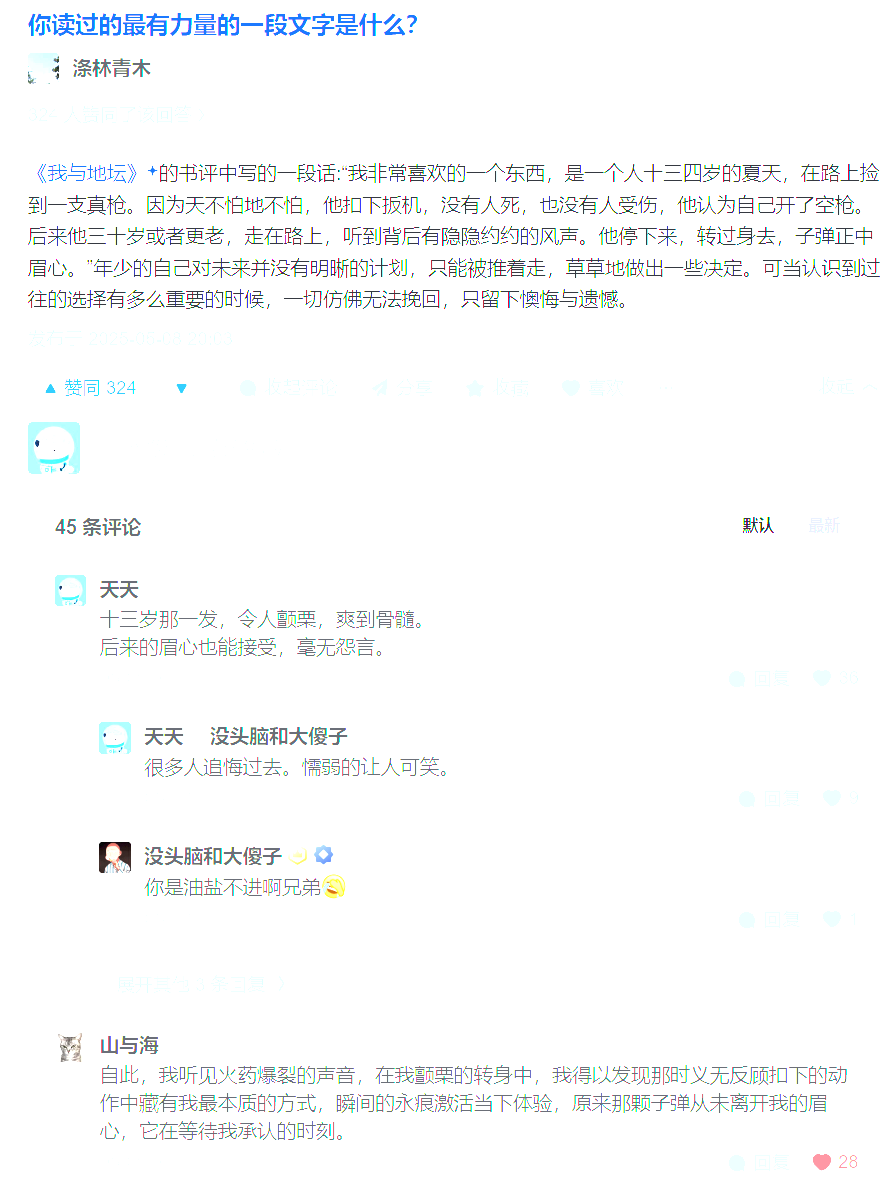 你读过的最有力量的一段文字是什么？
涤林青木
《我与地坛》的书评中写的一段话:“我非常喜欢的一个东西，是一个人十三四岁的夏天，在路上捡
到一支真枪。因为天不怕地不怕，他扣下扳机，没有人死，也没有人受伤，他认为自己开了空枪。
后来他三十岁或者更老，走在路上，听到背后有隐隐约约的风声。他停下来，转过身去，子弹正中
眉心。”年少的自己对未来并没有明晰的计划，只能被推着走，草草地做出一些决定。可当认识到过
往的选择有多么重要的时候，一切仿佛无法挽回，只留下懊悔与遗憾。
赞同 324
45 条评论
默认 最新
天天
十三岁那一发，令人颤栗，爽到骨髓。
后来的眉心也能接受，毫无怨言。
天天 没头脑和大傻子
很多人追悔过去。懦弱的让人可笑。
没头脑和大傻子
你是油盐不进啊兄弟
山与海
自此，我听见火药爆裂的声音，在我颤栗的转身中，我得以发现那时义无反顾扣下的动
作中藏有我最本质的方式，瞬间的永痕激活当下体验，原来那颗子弹从未离开我的眉
心，它在等待我承认的时刻。
28